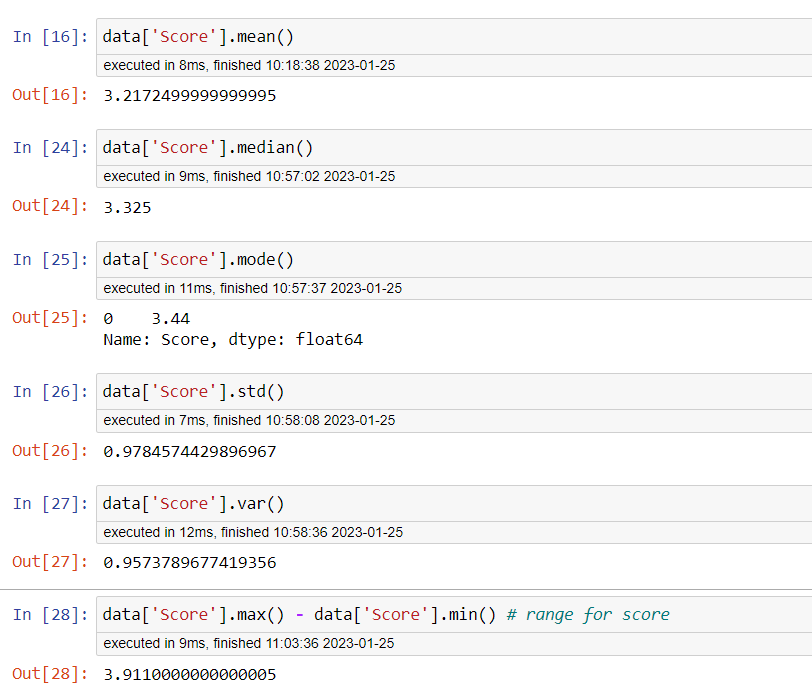 In [16]: data['Score'].mean()
executed in 8ms, finished 10:18:38 2023-01-25
Out[16]: 3.2172499999999995
In [24]: data['Score'].median()
executed in 9ms, finished 10:57:02 2023-01-25
Out[24]: 3.325
In [25]: data['Score'].mode()
executed in 11ms, finished 10:57:37 2023-01-25
Out[25]: 0    3.44
Name: Score, dtype: float64
In [26]: data['Score'].std()
executed in 7ms, finished 10:58:08 2023-01-25
Out[26]: 0.9784574429896967
In [27]: data['Score'].var()
executed in 12ms, finished 10:58:36 2023-01-25
Out[27]: 0.9573789677419356
In [28]: data['Score'].max() - data['Score'].min() # range for score
executed in 9ms, finished 11:03:36 2023-01-25
Out[28]: 3.9110000000000005